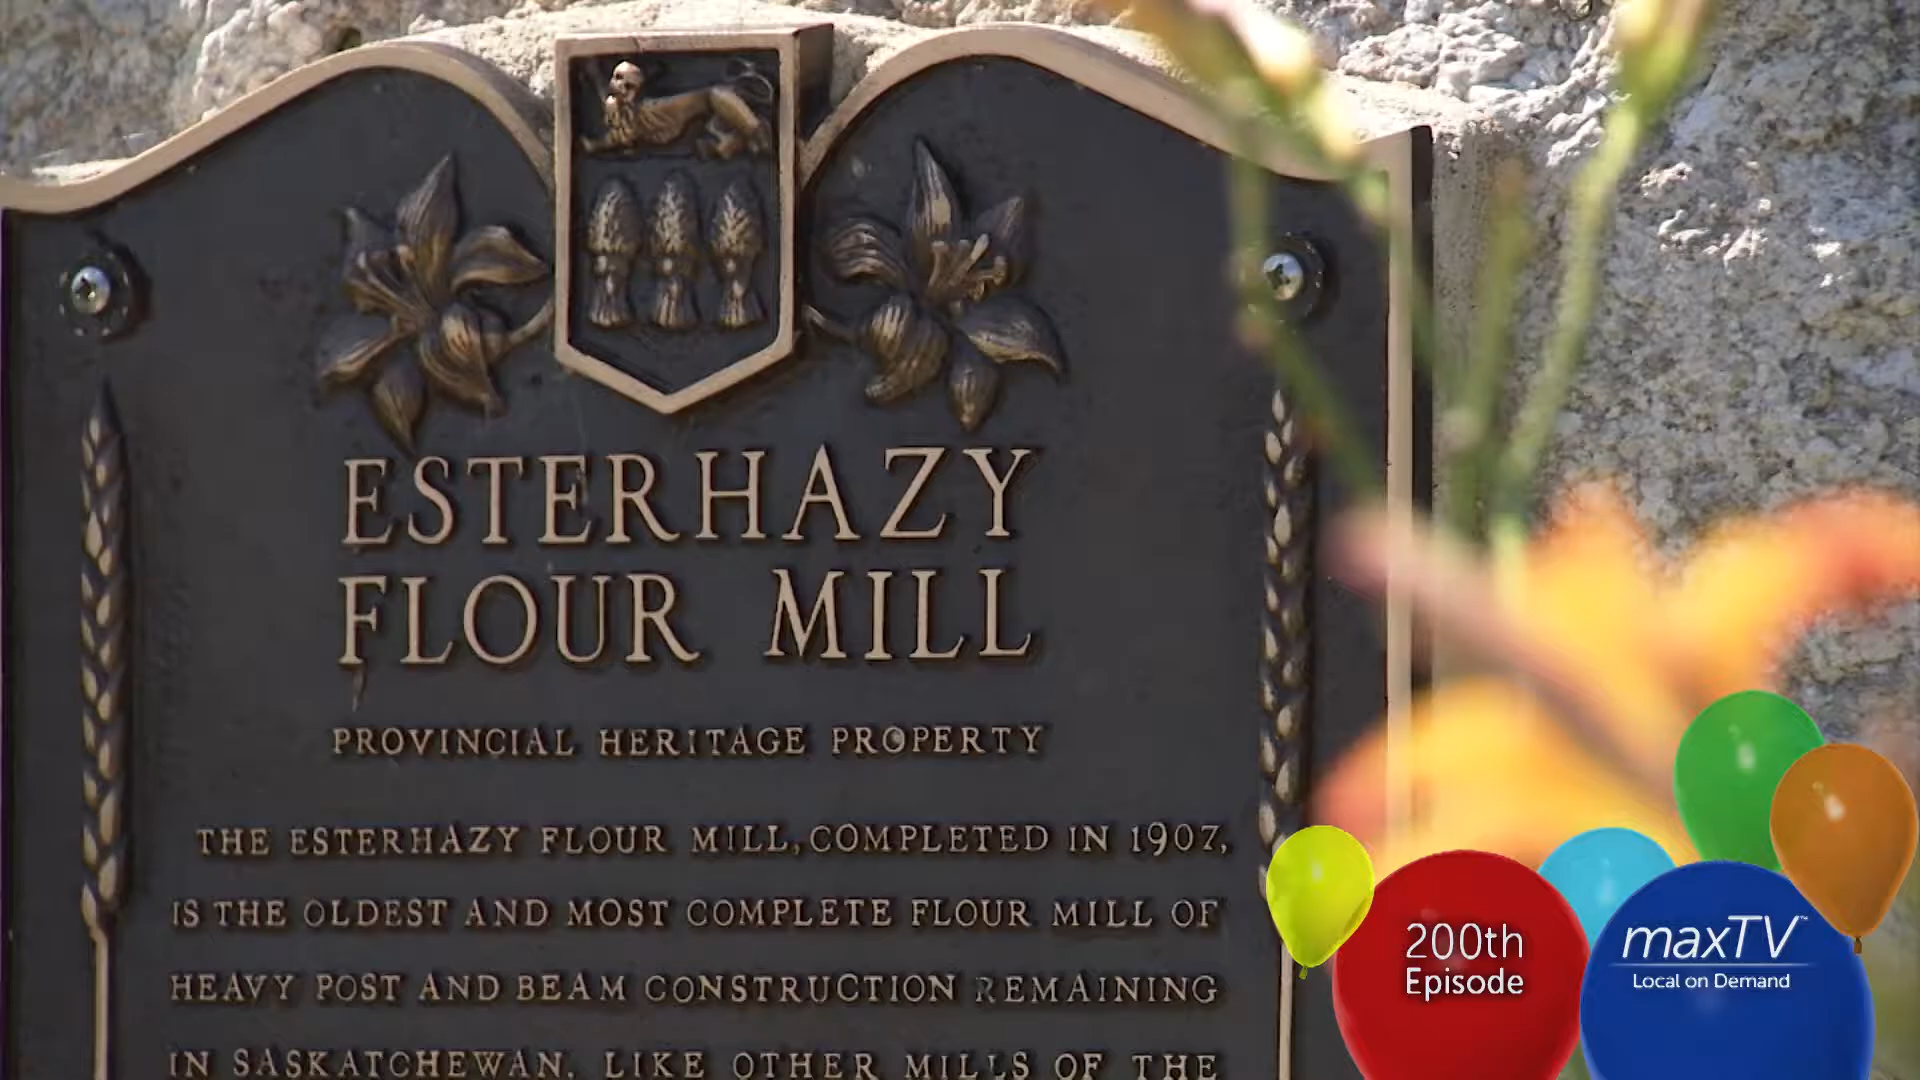 ESTERHAZY
FLOUR MILL
PROVINCIAL HERITAGE PROPERTY
THE ESTERHAZY FLOUR MILL, COMPLETED IN 1907,
IS THE OLDEST AND MOST COMPLETE FLOUR MILL OF
HEAVY POST AND BEAM CONSTRUCTION REMAINING
IN SASKATCHEWAN. LIKE OTHER MILLS OF THE
200th
Episode
maxTV™
Local on Demand